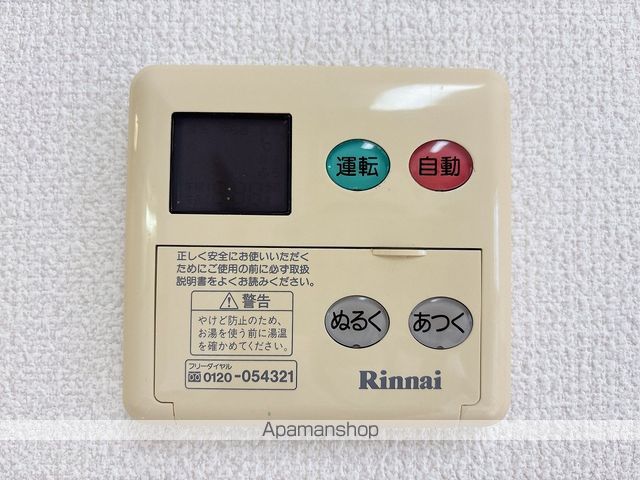 運転
自動
正しく安全にお使いいただく
ためにご使用の前に必ず取扱
説明書をよくお読みください。
警告
やけど防止のため、
お湯を使う前に湯温
を確かめてください。
フリーダイヤル
0120-054321
ぬるく
あつく
Rinnai
Apamanshop